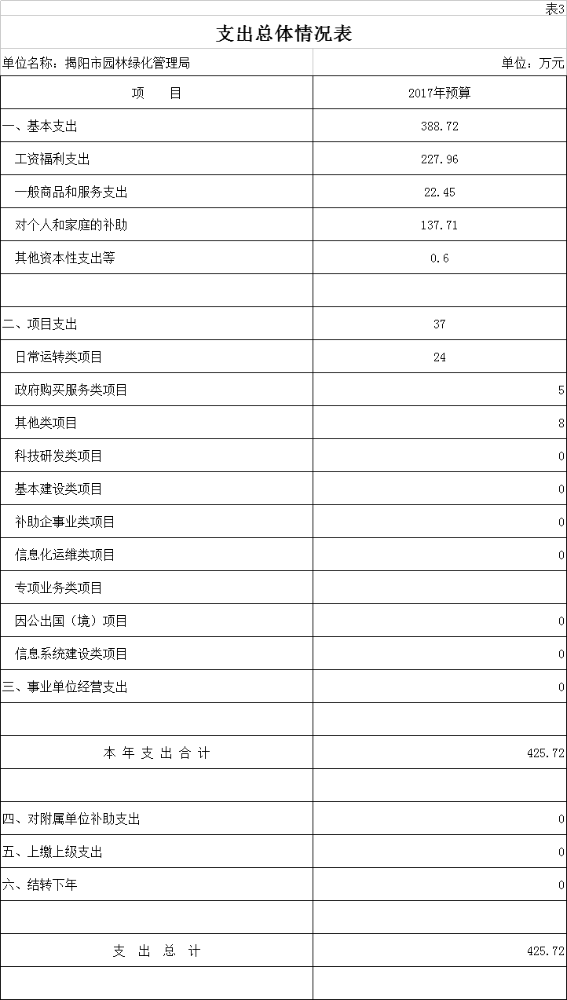 表3
支出总体情况表
单位名称：揭阳市园林绿化管理局 单位：万元
项 目 2017年预算
一、基本支出 388.72
工资福利支出 227.96
一般商品和服务支出 22.45
对个人和家庭的补助 137.71
其他资本性支出等 0.6
二、项目支出 37
日常运转类项目 24
政府购买服务类项目 5
其他类项目 8
科技研发类项目 0
基本建设类项目 0
补助企事业类项目 0
信息化运维类项目 0
专项业务类项目
因公出国（境）项目 0
信息系统建设类项目 0
三、事业单位经营支出 0
本 年 支 出 合 计 425.72
四、对附属单位补助支出 0
五、上缴上级支出 0
六、结转下年 0
支 出 总 计 425.72